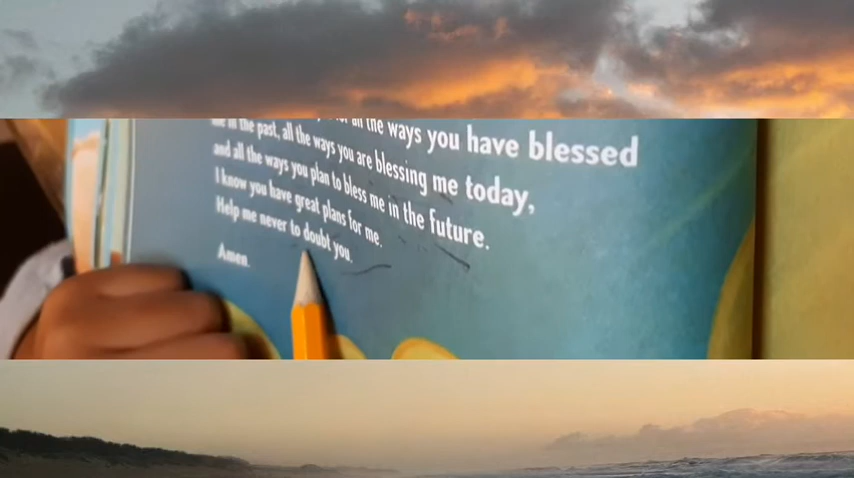 all the ways you have blessed
me in the past, all the ways you are blessing me today,
and all the ways you plan to bless me in the future.
I know you have great plans for me.
Help me never to doubt you.
Amen.